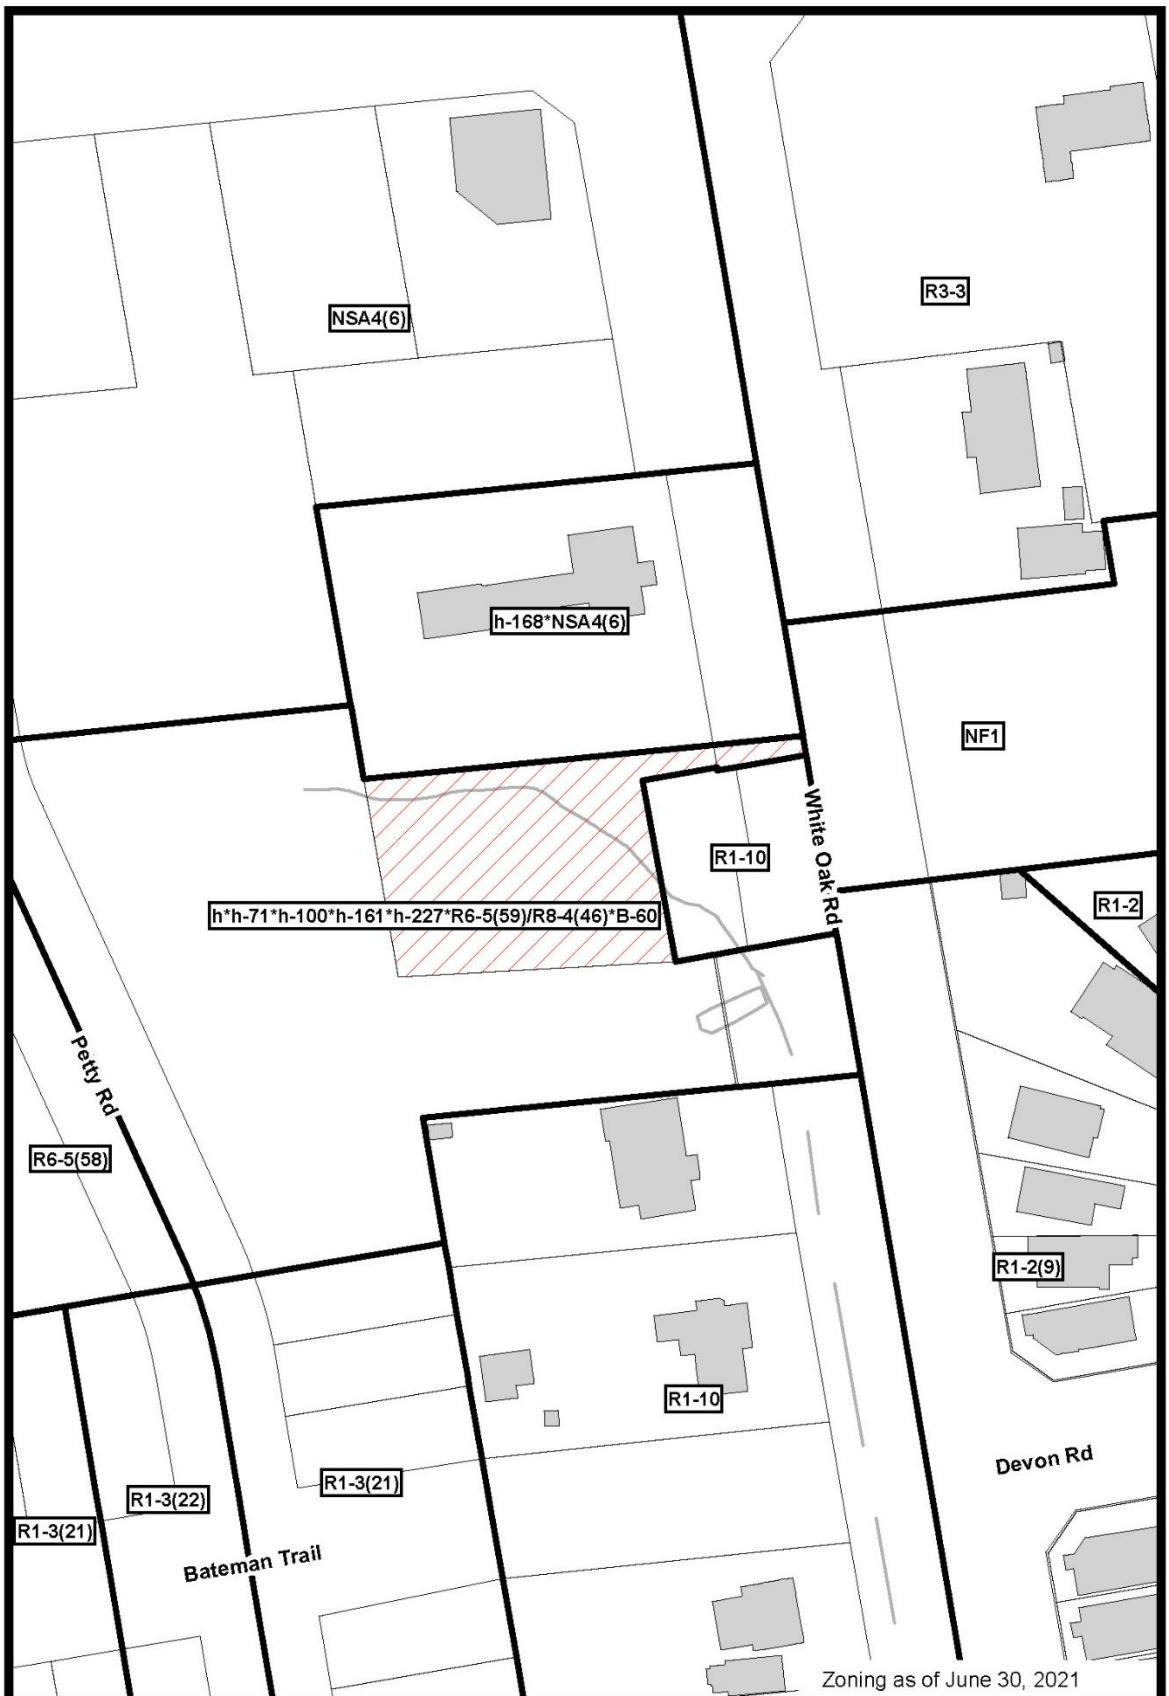 R3-3
NSA4(6)
h-168*NSA4(6)
NF1
White Oak Rd
R1-10
R1-2
h*h-71*h-100*h-161*h-227*R6-5(59)/R8-4(46)*B-60
Petty Rd
R6-5(58)
R1-2(9)
R1-10
Devon Rd
R1-3(21)
R1-3(22)
R1-3(21)
Bateman Trail
Zoning as of June 30, 2021